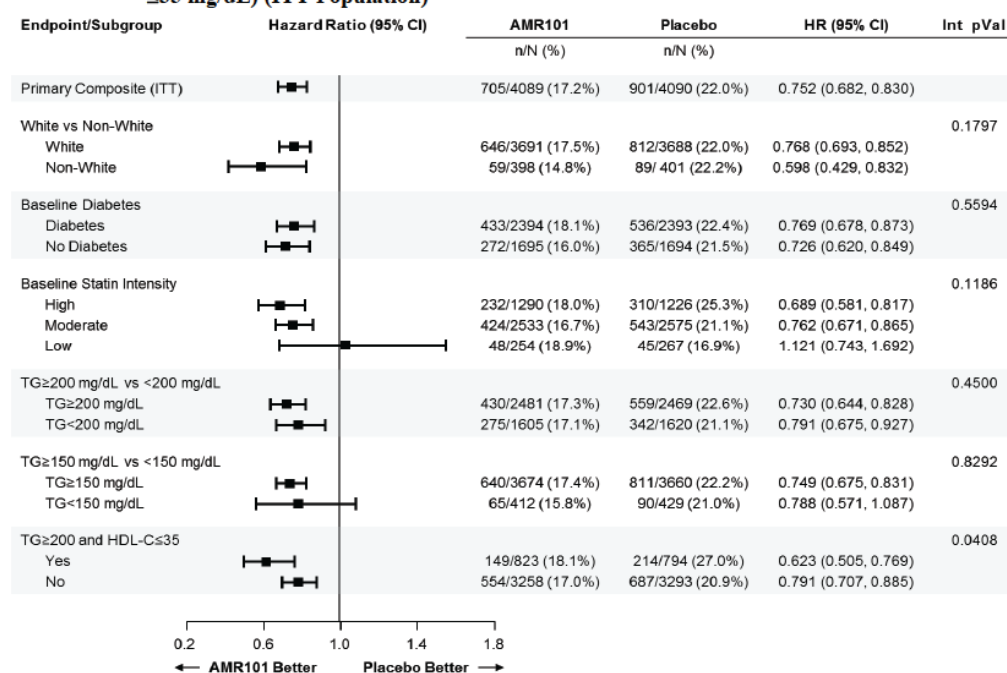 ≤35 mg/dL) (ITT Population)
Endpoint/Subgroup Hazard Ratio (95% CI) AMR101 Placebo HR (95% CI) Int pVal
n/N (%) n/N (%)
Primary Composite (ITT) 705/4089 (17.2%) 901/4090 (22.0%) 0.752 (0.682, 0.830)
White vs Non-White 0.1797
White 646/3691 (17.5%) 812/3688 (22.0%) 0.768 (0.693, 0.852)
Non-White 59/398 (14.8%) 89/ 401 (22.2%) 0.598 (0.429, 0.832)
Baseline Diabetes 0.5594
Diabetes 433/2394 (18.1%) 536/2393 (22.4%) 0.769 (0.678, 0.873)
No Diabetes 272/1695 (16.0%) 365/1694 (21.5%) 0.726 (0.620, 0.849)
Baseline Statin Intensity 0.1186
High 232/1290 (18.0%) 310/1226 (25.3%) 0.689 (0.581, 0.817)
Moderate 424/2533 (16.7%) 543/2575 (21.1%) 0.762 (0.671, 0.865)
Low 48/254 (18.9%) 45/267 (16.9%) 1.121 (0.743, 1.692)
TG≥200 mg/dL vs <200 mg/dL 0.4500
TG≥200 mg/dL 430/2481 (17.3%) 559/2469 (22.6%) 0.730 (0.644, 0.828)
TG<200 mg/dL 275/1605 (17.1%) 342/1620 (21.1%) 0.791 (0.675, 0.927)
TG≥150 mg/dL vs <150 mg/dL 0.8292
TG≥150 mg/dL 640/3674 (17.4%) 811/3660 (22.2%) 0.749 (0.675, 0.831)
TG<150 mg/dL 65/412 (15.8%) 90/429 (21.0%) 0.788 (0.571, 1.087)
TG≥200 and HDL-C≤35 0.0408
Yes 149/823 (18.1%) 214/794 (27.0%) 0.623 (0.505, 0.769)
No 554/3258 (17.0%) 687/3293 (20.9%) 0.791 (0.707, 0.885)
0.2 0.6 1.0 1.4 1.8
← AMR101 Better Placebo Better →